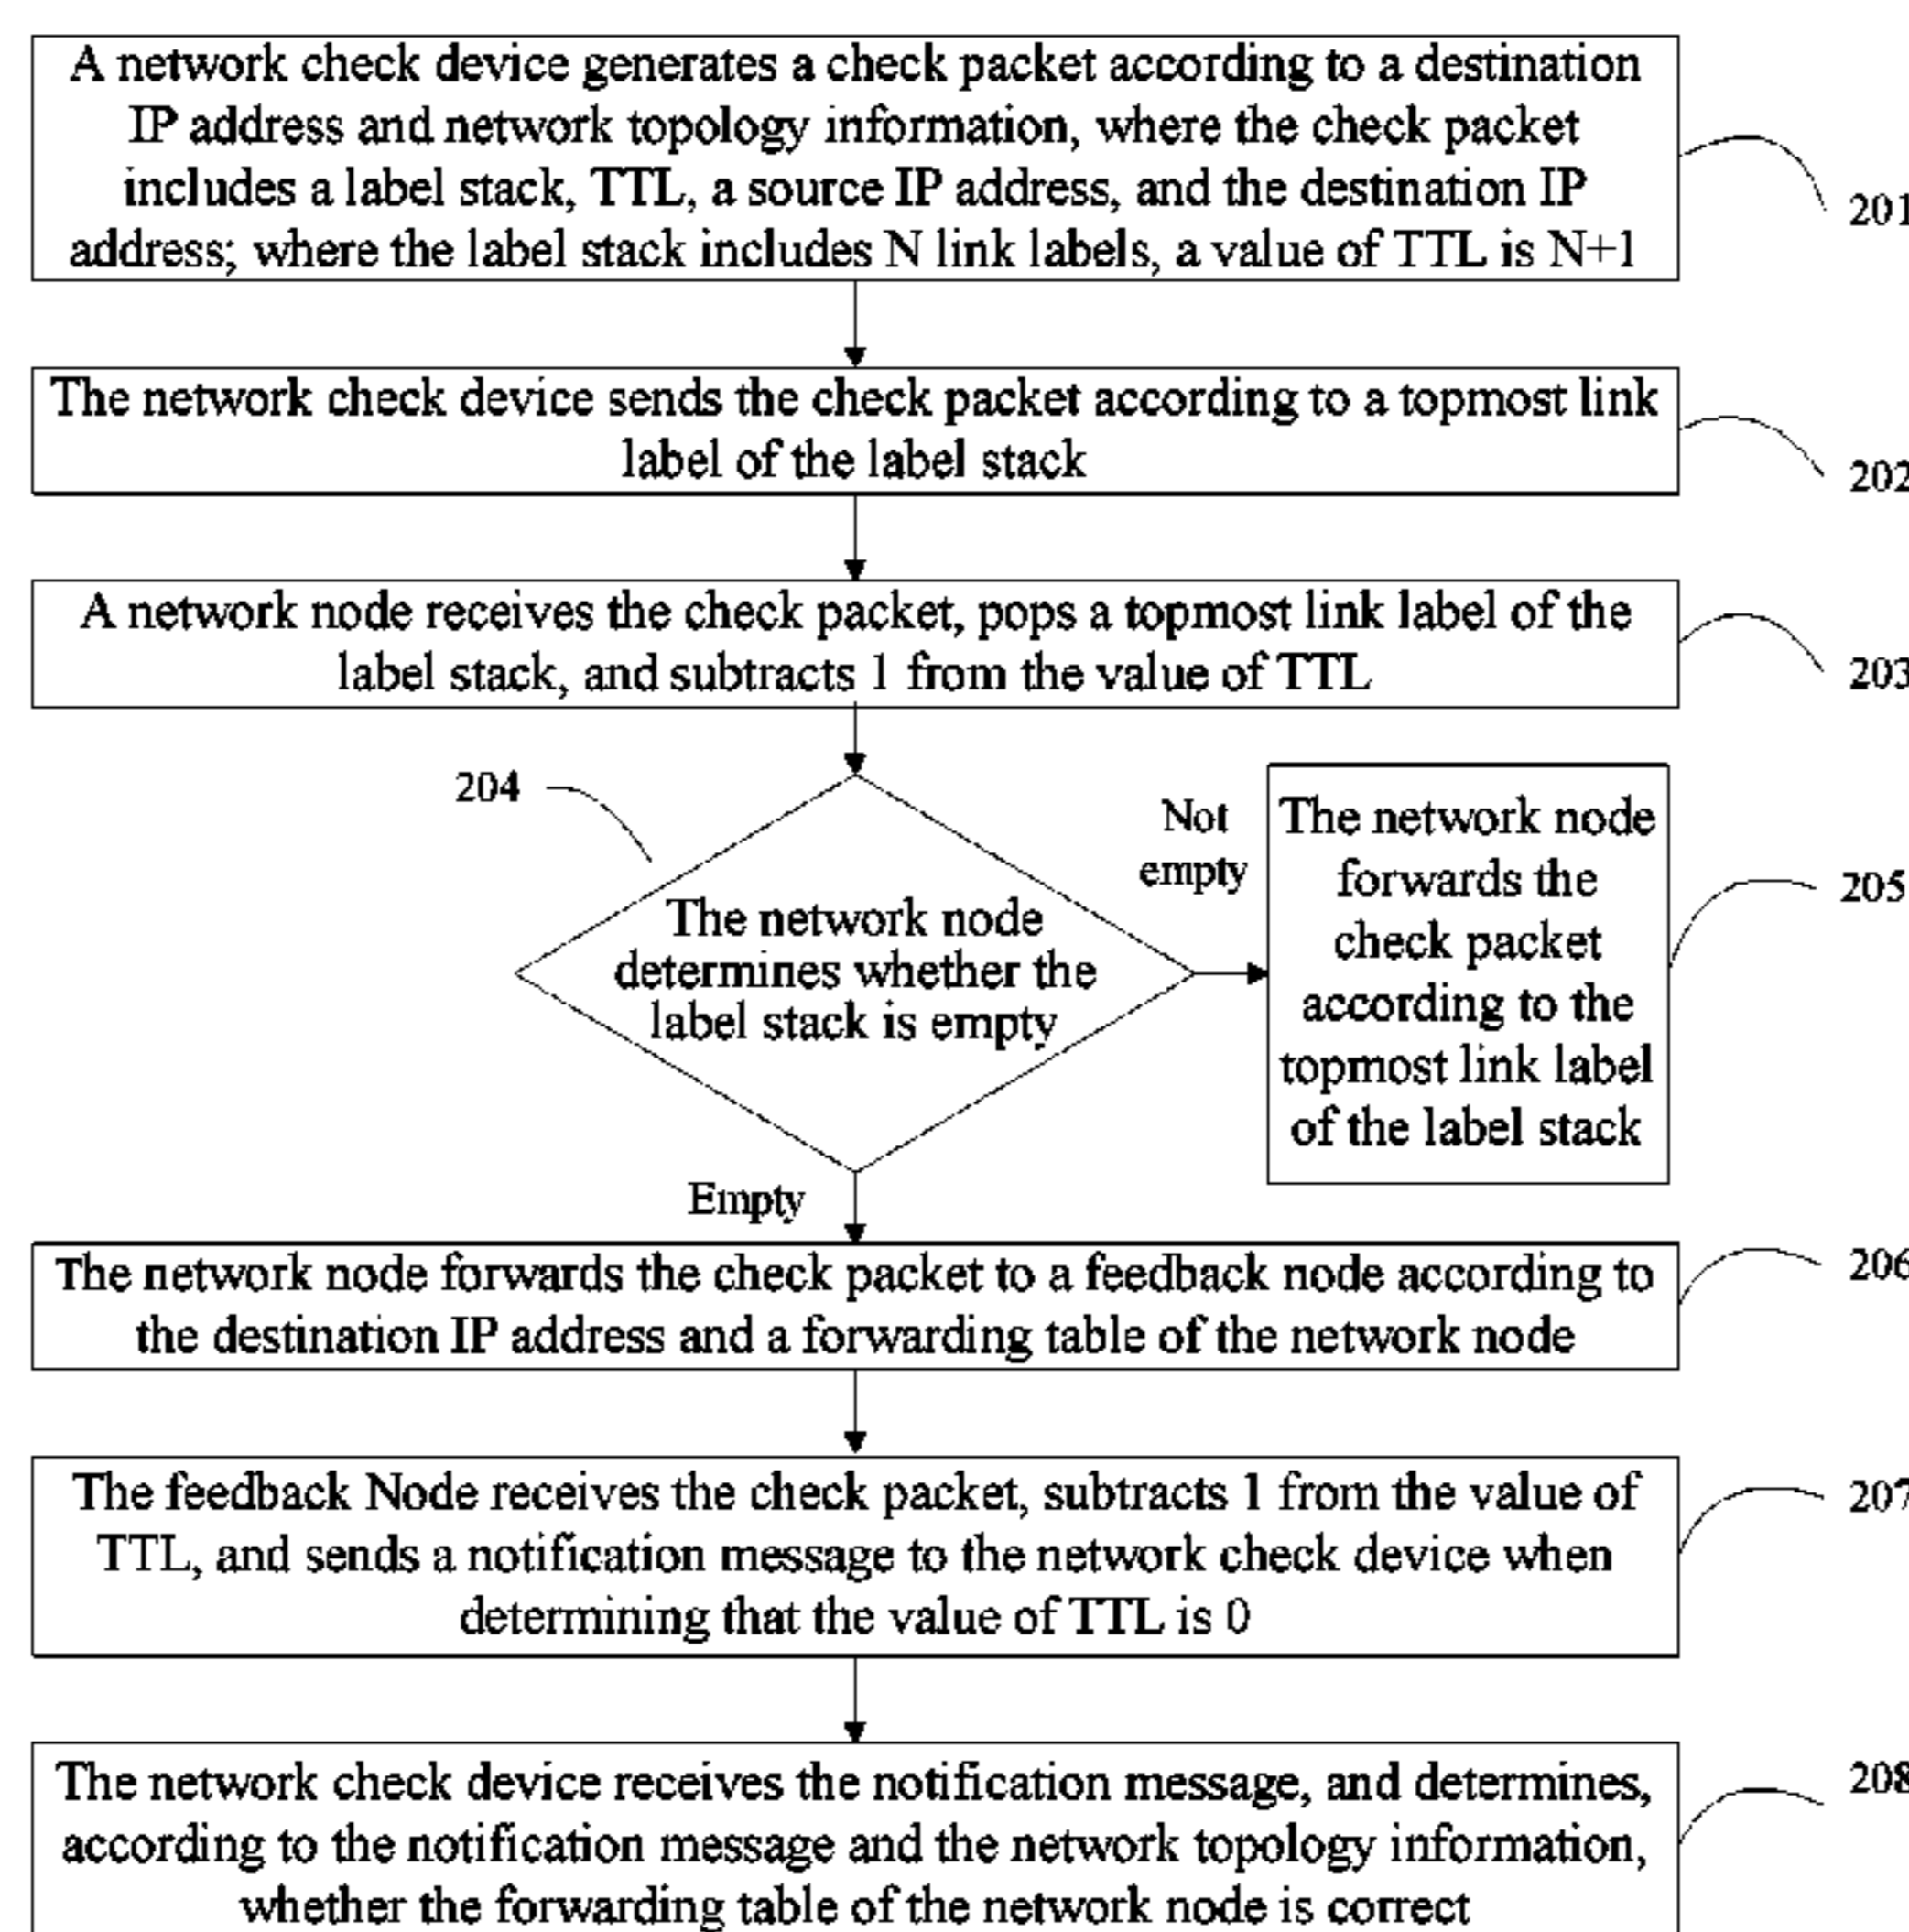 A network check device generates a check packet according to a destination
IP address and network topology information, where the check packet
includes a label stack, TTL, a source IP address, and the destination IP
address; where the label stack includes N link labels, a value of TTL is N+1
201
The network check device sends the check packet according to a topmost link
label of the label stack
202
A network node receives the check packet, pops a topmost link label of the
label stack, and subtracts 1 from the value of TTL
203
204
The network node
determines whether the
label stack is empty
Not
empty
The network node
forwards the
check packet
according to the
topmost link label
of the label stack
205
Empty
The network node forwards the check packet to a feedback node according to
the destination IP address and a forwarding table of the network node
206
The feedback Node receives the check packet, subtracts 1 from the value of
TTL, and sends a notification message to the network check device when
determining that the value of TTL is 0
207
The network check device receives the notification message, and determines,
according to the notification message and the network topology information,
whether the forwarding table of the network node is correct
208